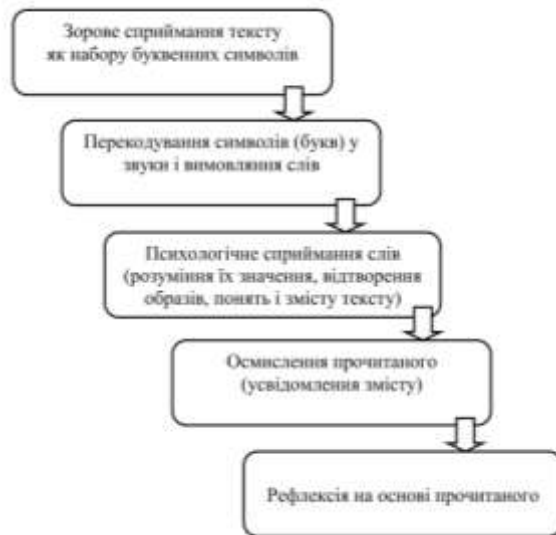 Зорове сприймання тексту
як набору буквенних символів
Перекодування символів (букв) у
звуки і вимовляння слів
Психологічне сприймання слів
(розуміння їх значення, відтворення
образів, понять і змісту тексту)
Осмислення прочитаного
(усвідомлення змісту)
Рефлексія на основі прочитаного